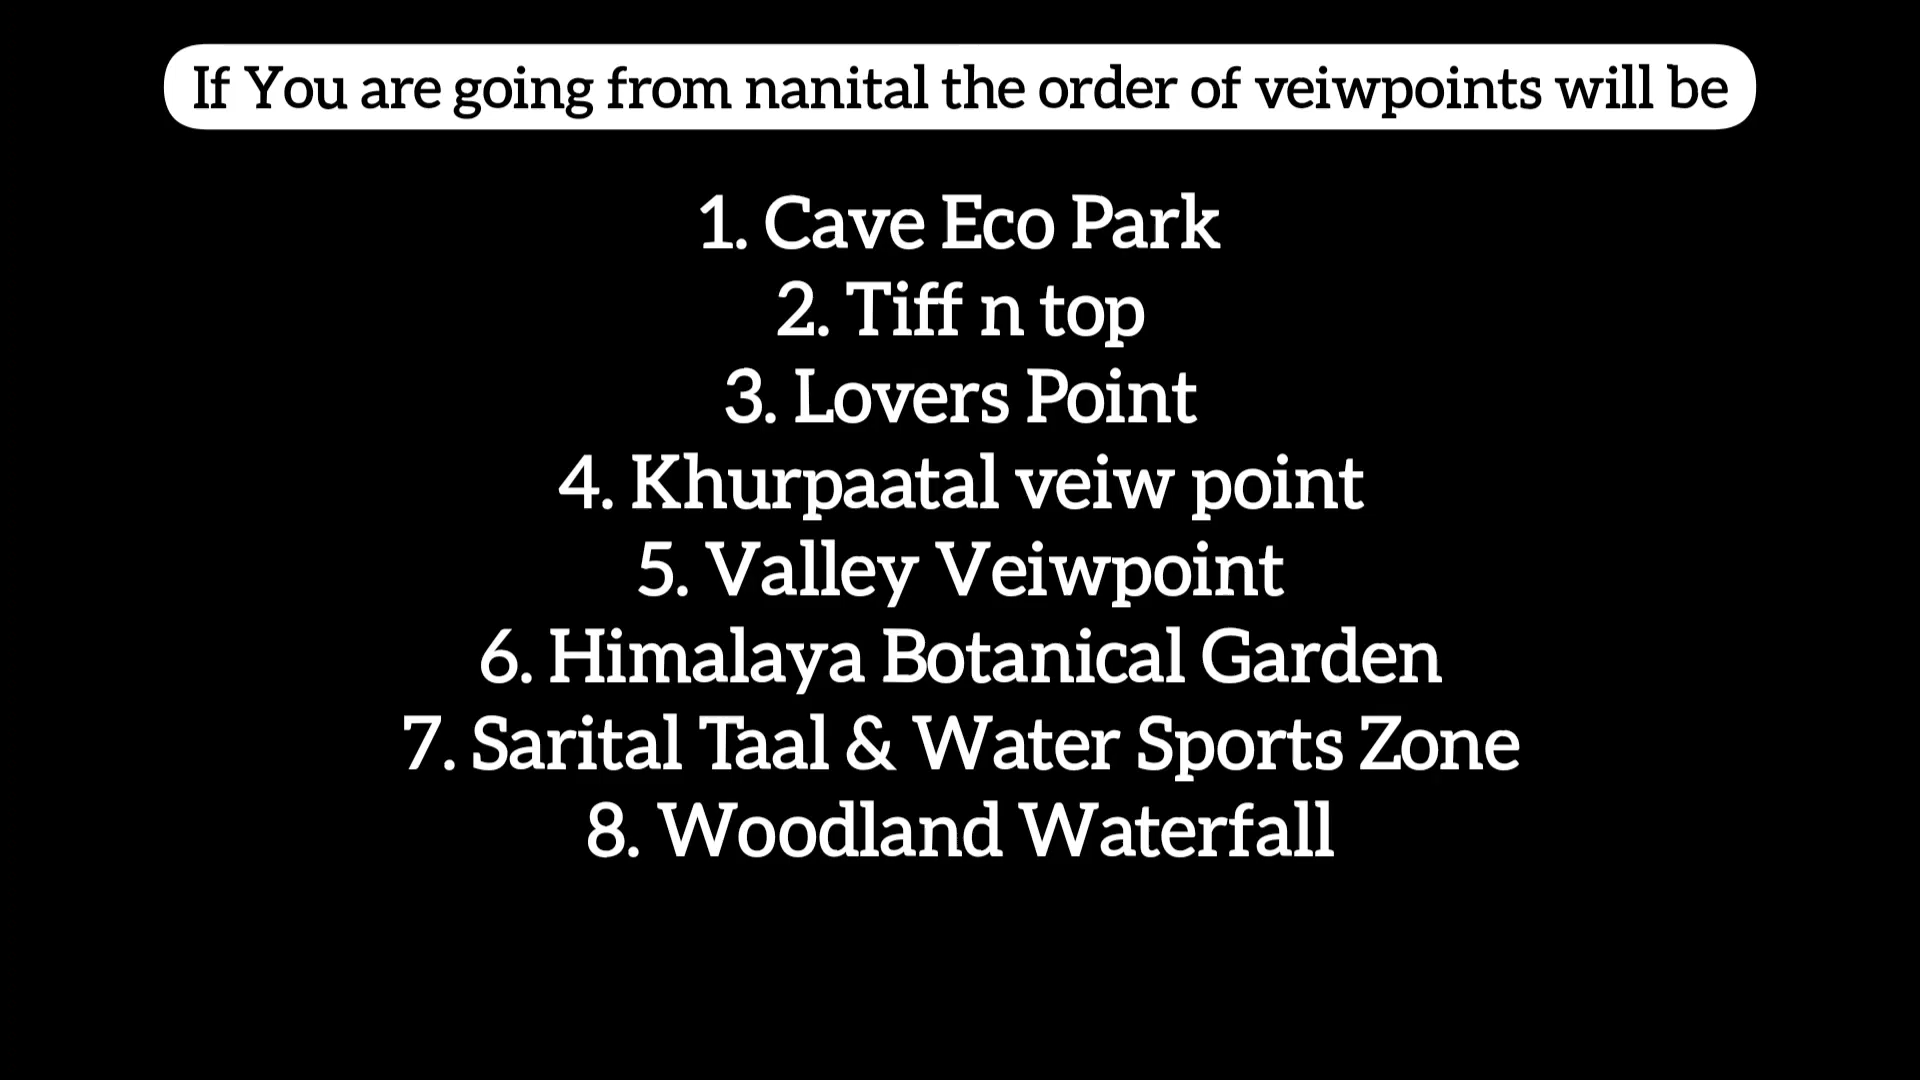 If You are going from nanital the order of veiwpoints will be
1. Cave Eco Park
2. Tiff n top
3. Lovers Point
4. Khurpaatal veiw point
5. Valley Veiwpoint
6. Himalaya Botanical Garden
7. Sarital Taal & Water Sports Zone
8. Woodland Waterfall